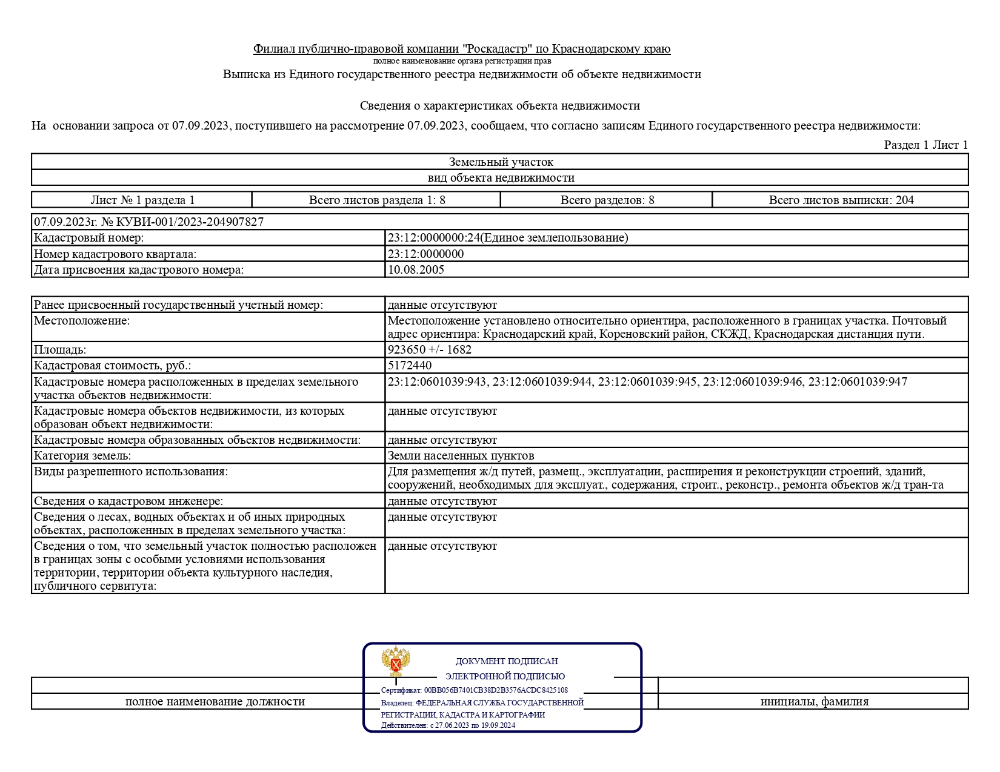 Филиал публично-правовой компании "Роскадастр" по Краснодарскому краю
полное наименование органа регистрации прав
Выписка из Единого государственного реестра недвижимости об объекте недвижимости
Сведения о характеристиках объекта недвижимости
На основании запроса от 07.09.2023, поступившего на рассмотрение 07.09.2023, сообщаем, что согласно записям Единого государственного реестра недвижимости:
Раздел 1 Лист 1
Земельный участок
вид объекта недвижимости
Лист № 1 раздела 1 Всего листов раздела 1: 8 Всего разделов: 8 Всего листов выписки: 204
07.09.2023г. № КУВИ-001/2023-204907827
Кадастровый номер: 23:12:0000000:24(Единое землепользование)
Номер кадастрового квартала: 23:12:0000000
Дата присвоения кадастрового номера: 10.08.2005
Ранее присвоенный государственный учетный номер: данные отсутствуют
Местоположение: Местоположение установлено относительно ориентира, расположенного в границах участка. Почтовый
адрес ориентира: Краснодарский край, Кореновский район, СКЖД, Краснодарская дистанция пути.
Площадь: 923650 +/- 1682
Кадастровая стоимость, руб.: 5172440
Кадастровые номера расположенных в пределах земельного 23:12:0601039:943, 23:12:0601039:944, 23:12:0601039:945, 23:12:0601039:946, 23:12:0601039:947
участка объектов недвижимости:
Кадастровые номера объектов недвижимости, из которых данные отсутствуют
образован объект недвижимости:
Кадастровые номера образованных объектов недвижимости: данные отсутствуют
Категория земель: Земли населенных пунктов
Виды разрешенного использования: Для размещения ж/д путей, размещ., эксплуатации, расширения и реконструкции строений, зданий,
сооружений, необходимых для эксплуат., содержания, строит., реконстр., ремонта объектов ж/д тран-та
Сведения о кадастровом инженере: данные отсутствуют
Сведения о лесах, водных объектах и об иных природных данные отсутствуют
объектах, расположенных в пределах земельного участка:
Сведения о том, что земельный участок полностью расположен данные отсутствуют
в границах зоны с особыми условиями использования
территории, территории объекта культурного наследия,
публичного сервитута:
ДОКУМЕНТ ПОДПИСАН
ЭЛЕКТРОННОЙ ПОДПИСЬЮ
Сертификат: 00BB056B7401CB38D2B3576ACDC8425108
полное наименование должности Владелец: ФЕДЕРАЛЬНАЯ СЛУЖБА ГОСУДАРСТВЕННОЙ инициалы, фамилия
РЕГИСТРАЦИИ, КАДАСТРА И КАРТОГРАФИИ
Действителен: с 27.06.2023 по 19.09.2024